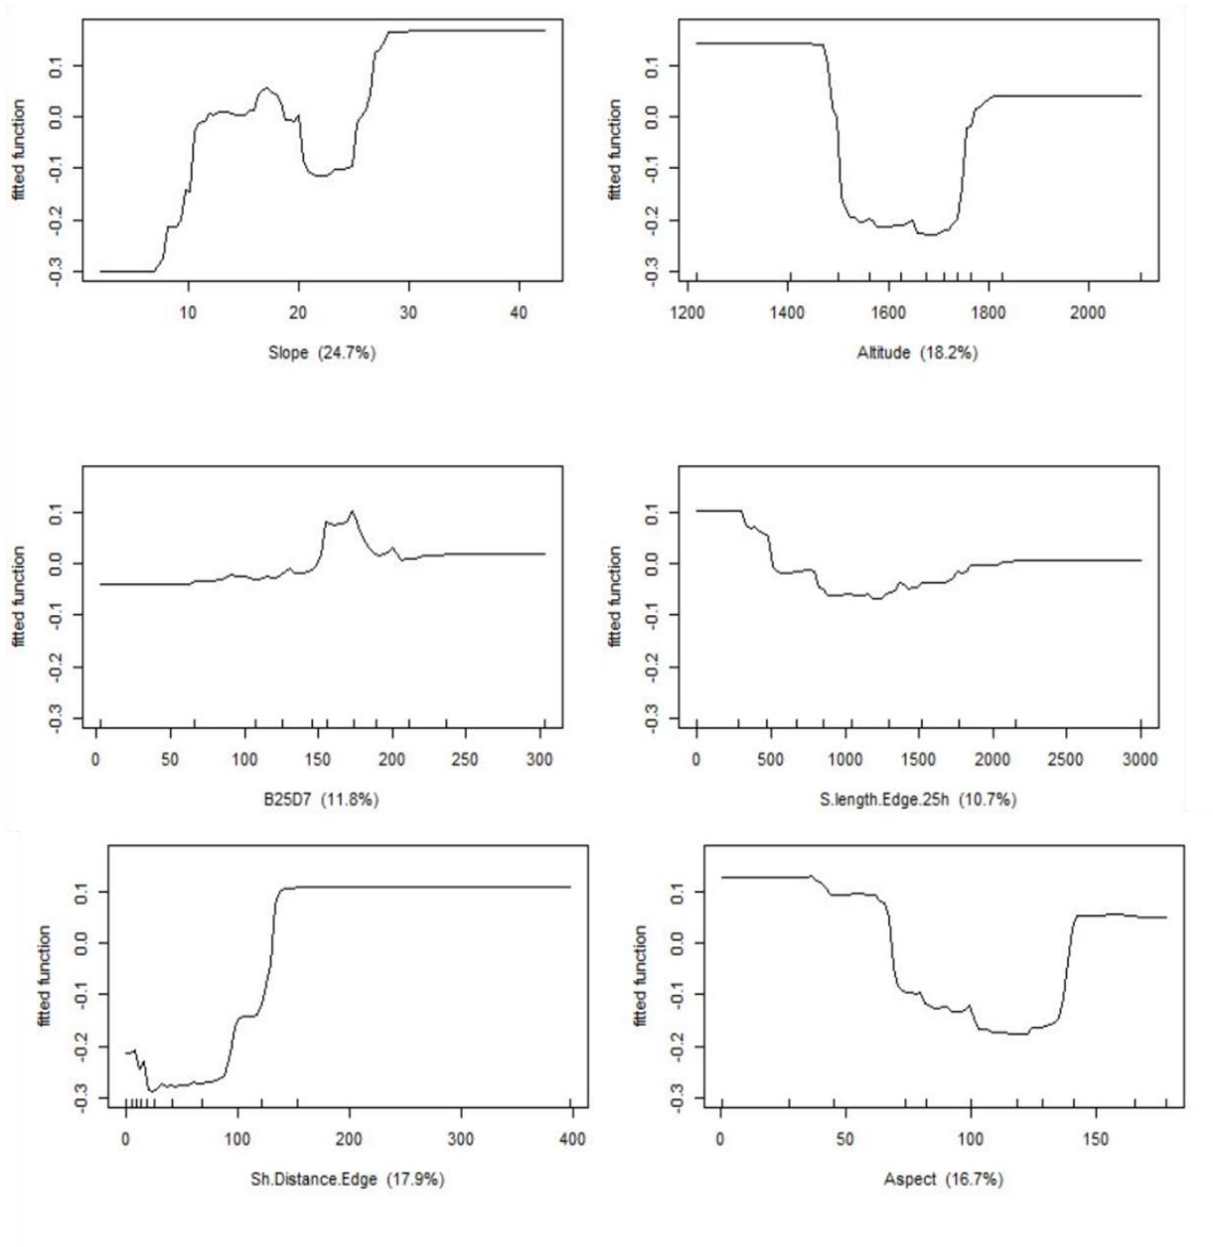 fitted function
0.1
0.0
-0.1
-0.2
-0.3
10 20 30 40
Slope (24.7%)
fitted function
0.1
0.0
-0.1
-0.2
-0.3
1200 1400 1600 1800 2000
Altitude (18.2%)
fitted function
0.1
0.0
-0.1
-0.2
-0.3
0 50 100 150 200 250 300
B25D7 (11.8%)
fitted function
0.1
0.0
-0.1
-0.2
-0.3
0 500 1000 1500 2000 2500 3000
S.length.Edge.25h (10.7%)
fitted function
0.1
0.0
-0.1
-0.2
-0.3
0 100 200 300 400
Sh.Distance.Edge (17.9%)
fitted function
0.1
0.0
-0.1
-0.2
-0.3
0 50 100 150
Aspect (16.7%)